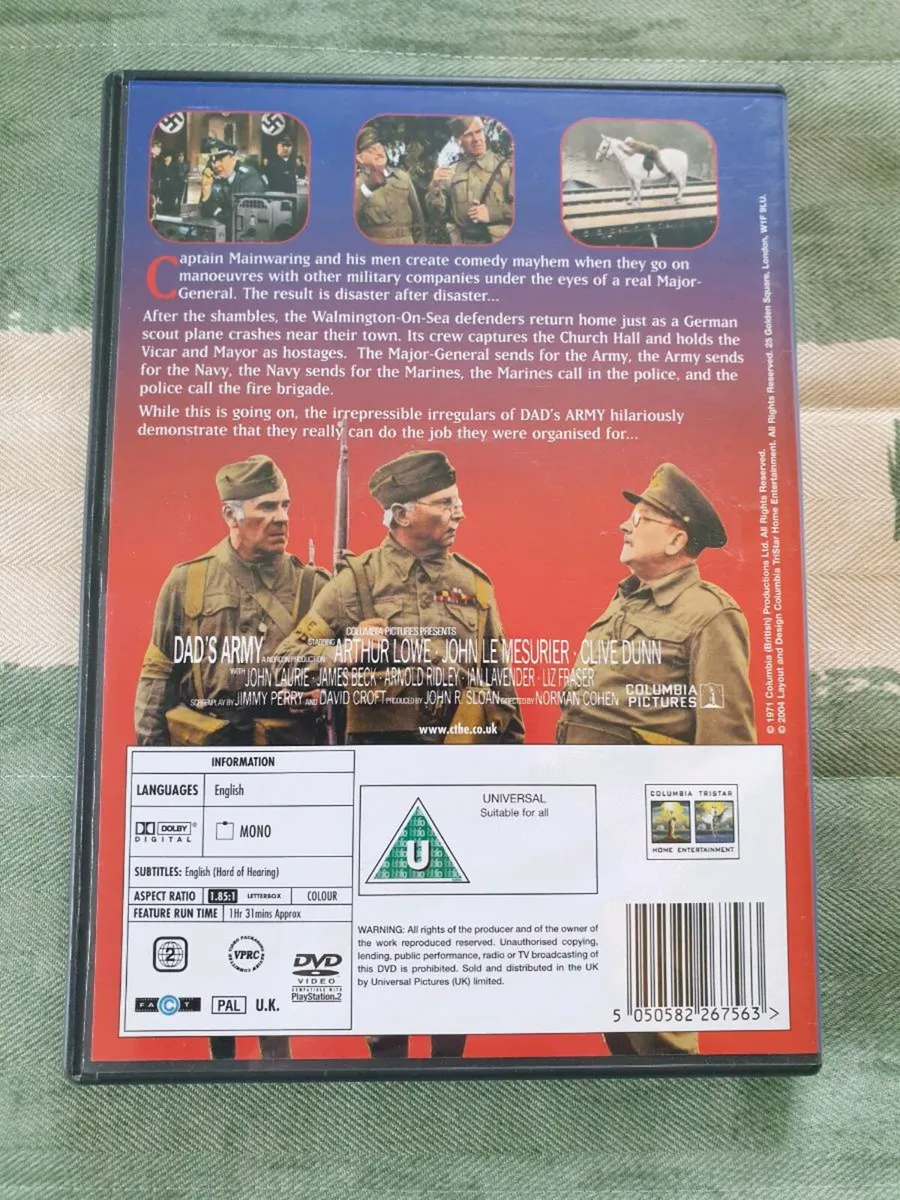 Captain Mainwaring and his men create comedy mayhem when they go on
manoeuvres with other military companies under the eyes of a real Major-
General. The result is disaster after disaster...
After the shambles, the Walmington-On-Sea defenders return home just as a German
scout plane crashes near their town. Its crew captures the Church Hall and holds the
Vicar and Mayor as hostages. The Major-General sends for the Army, the Army sends
for the Navy, the Navy sends for the Marines, the Marines call in the police, and the
police call the fire brigade.
While this is going on, the irrepressible irregulars of DAD'S ARMY hilariously
demonstrate that they really can do the job they were organised for...
COLUMBIA PICTURES PRESENTS
DAD'S ARMY A NORCON PRODUCTION STARRING ARTHUR LOWE · JOHN LE MESURIER · CLIVE DUNN
WITH JOHN LAURIE · JAMES BECK · ARNOLD RIDLEY · IAN LAVENDER · LIZ FRASER
SCREENPLAY BY JIMMY PERRY AND DAVID CROFT PRODUCED BY JOHN R. SLOAN DIRECTED BY NORMAN COHEN
COLUMBIA
PICTURES
www.cthe.co.uk
© 1971 Columbia (British) Productions Ltd. All Rights Reserved.
© 2004 Layout and Design Columbia TriStar Home Entertainment. All Rights Reserved. 25 Golden Square, London, W1F 9LU.
INFORMATION
LANGUAGES English
DOLBY
DIGITAL
MONO
SUBTITLES: English (Hard of Hearing)
ASPECT RATIO 1.85:1 LETTERBOX COLOUR
FEATURE RUN TIME 1Hr 31mins Approx
2
VIDEO PACKAGING REVIEW COMMITTEE
VPRC
DVD
VIDEO
COMPATIBLE WITH
PlayStation.2
FACT
PAL U.K.
U
UNIVERSAL
Suitable for all
WARNING: All rights of the producer and of the owner of
the work reproduced reserved. Unauthorised copying,
lending, public performance, radio or TV broadcasting of
this DVD is prohibited. Sold and distributed in the UK
by Universal Pictures (UK) limited.
COLUMBIA TRISTAR
HOME ENTERTAINMENT
5 050582 267563 >